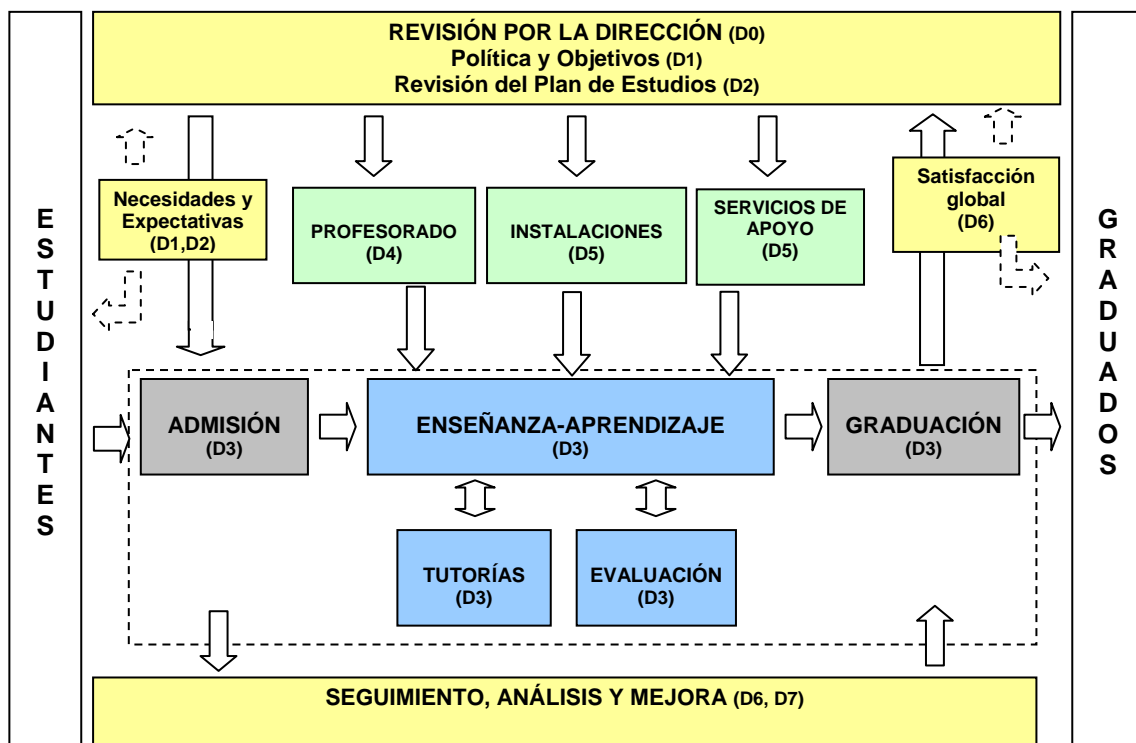 REVISIÓN POR LA DIRECCIÓN (D0)
Política y Objetivos (D1)
Revisión del Plan de Estudios (D2)
ESTUDIANTES
Necesidades y
Expectativas
(D1,D2)
PROFESORADO
(D4)
INSTALACIONES
(D5)
SERVICIOS DE
APOYO
(D5)
Satisfacción
global
(D6)
GRADUADOS
ADMISIÓN
(D3)
ENSEÑANZA-APRENDIZAJE
(D3)
GRADUACIÓN
(D3)
TUTORÍAS
(D3)
EVALUACIÓN
(D3)
SEGUIMIENTO, ANÁLISIS Y MEJORA (D6, D7)